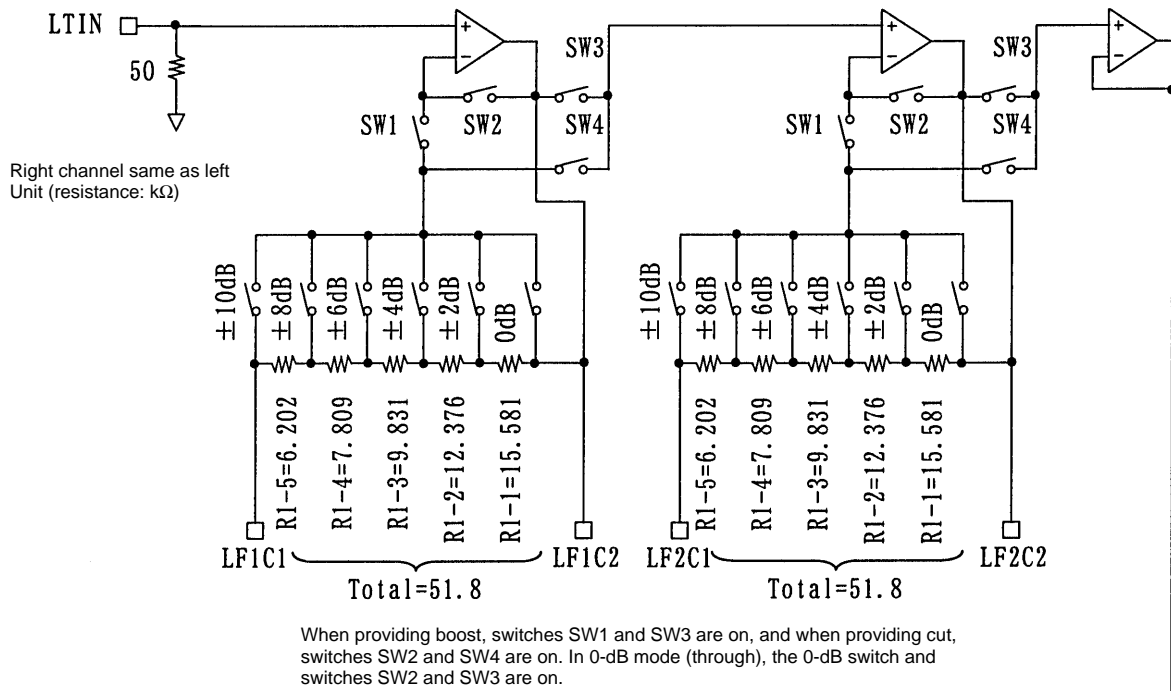 LTIN
50
+
−
SW3
SW1
SW2
SW4
+
−
SW3
SW1
SW2
SW4
+
−
Right channel same as left
Unit (resistance: kΩ)
±10dB
±8dB
±6dB
±4dB
±2dB
0dB
±10dB
±8dB
±6dB
±4dB
±2dB
0dB
R1−5=6.202
R1−4=7.809
R1−3=9.831
R1−2=12.376
R1−1=15.581
R1−5=6.202
R1−4=7.809
R1−3=9.831
R1−2=12.376
R1−1=15.581
LF1C1
LF1C2
LF2C1
LF2C2
Total=51.8
Total=51.8
When providing boost, switches SW1 and SW3 are on, and when providing cut,
switches SW2 and SW4 are on. In 0-dB mode (through), the 0-dB switch and
switches SW2 and SW3 are on.